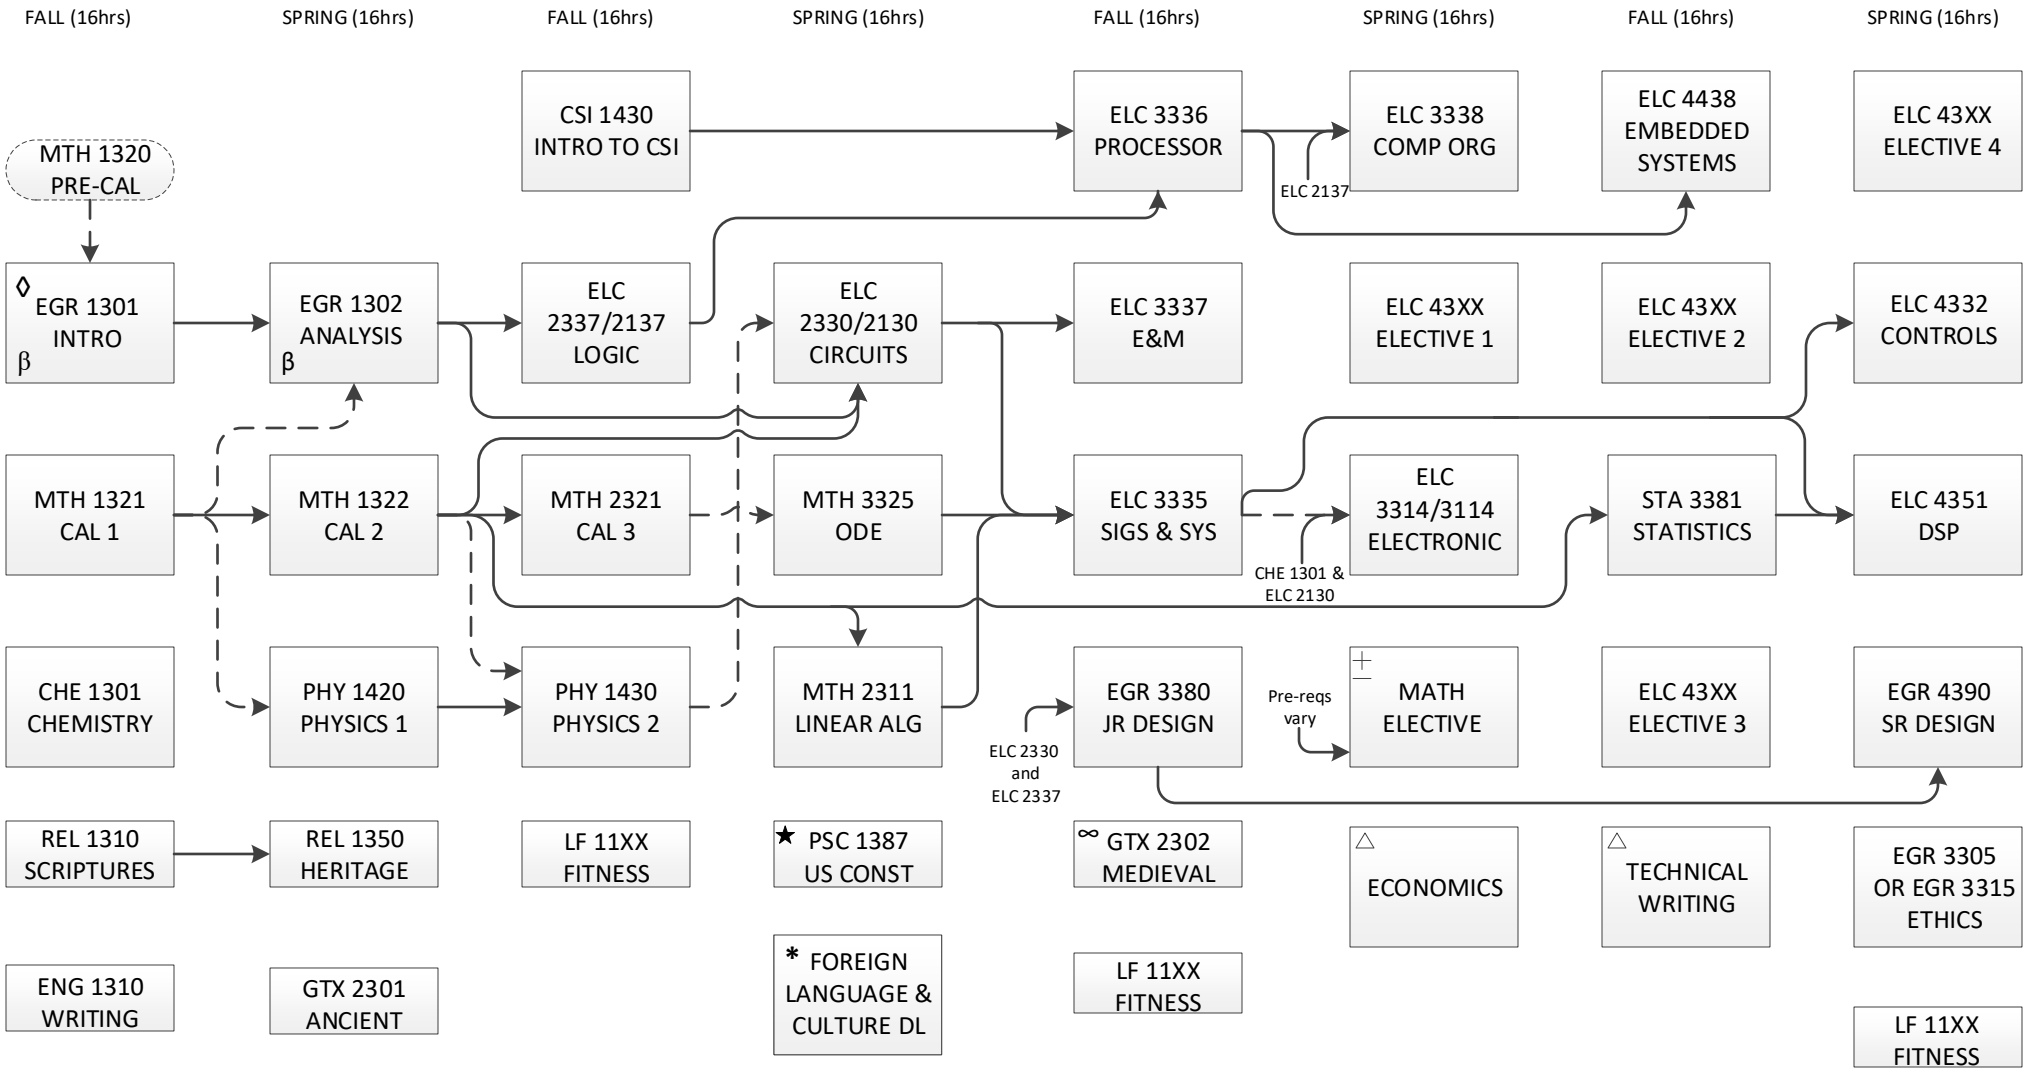 FALL (16hrs)
SPRING (16hrs)
FALL (16hrs)
SPRING (16hrs)
FALL (16hrs)
SPRING (16hrs)
FALL (16hrs)
SPRING (16hrs)
CSI 1430
INTRO TO CSI
ELC 3336
PROCESSOR
ELC 3338
COMP ORG
ELC 2137
ELC 4438
EMBEDDED
SYSTEMS
ELC 43XX
ELECTIVE 4
MTH 1320
PRE-CAL
◊
EGR 1301
INTRO
β
EGR 1302
ANALYSIS
β
ELC
2337/2137
LOGIC
ELC
2330/2130
CIRCUITS
ELC 3337
E&M
ELC 43XX
ELECTIVE 1
ELC 43XX
ELECTIVE 2
ELC 4332
CONTROLS
MTH 1321
CAL 1
MTH 1322
CAL 2
MTH 2321
CAL 3
MTH 3325
ODE
ELC 3335
SIGS & SYS
CHE 1301 &
ELC 2130
ELC
3314/3114
ELECTRONIC
STA 3381
STATISTICS
ELC 4351
DSP
CHE 1301
CHEMISTRY
PHY 1420
PHYSICS 1
PHY 1430
PHYSICS 2
MTH 2311
LINEAR ALG
ELC 2330
and
ELC 2337
EGR 3380
JR DESIGN
Pre-reqs
vary
MATH
ELECTIVE
ELC 43XX
ELECTIVE 3
EGR 4390
SR DESIGN
REL 1310
SCRIPTURES
REL 1350
HERITAGE
LF 11XX
FITNESS
★ PSC 1387
US CONST
∞ GTX 2302
MEDIEVAL
△
ECONOMICS
△
TECHNICAL
WRITING
EGR 3305
OR EGR 3315
ETHICS
ENG 1310
WRITING
GTX 2301
ANCIENT
* FOREIGN
LANGUAGE &
CULTURE DL
LF 11XX
FITNESS
LF 11XX
FITNESS